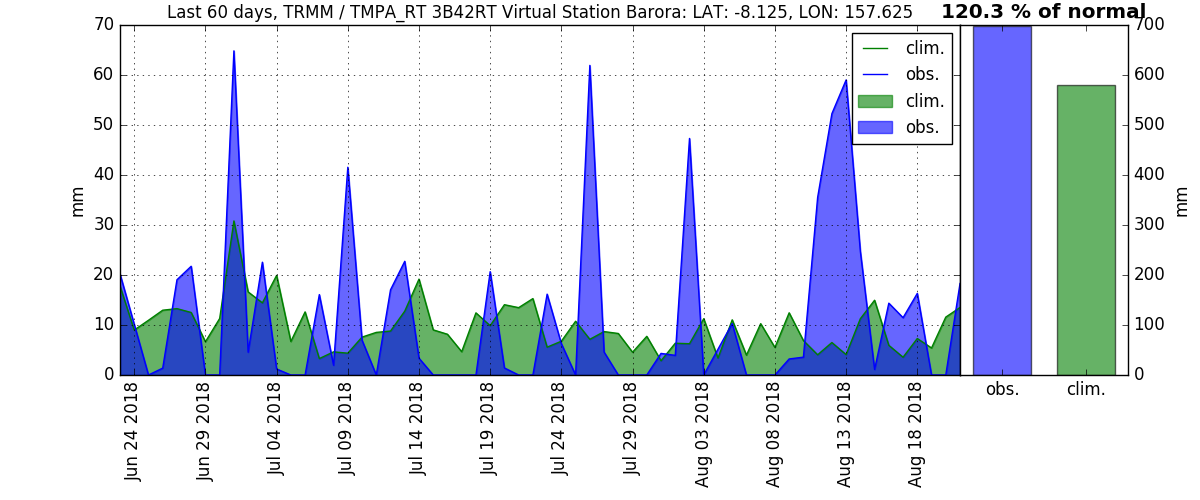 Last 60 days, TRMM / TMPA_RT 3B42RT Virtual Station Barora: LAT: -8.125, LON: 157.625
120.3 % of normal
70
60
50
40
30
20
10
0
mm
clim.
obs.
clim.
obs.
700
600
500
400
300
200
100
0
mm
obs.
clim.
Jun 24 2018
Jun 29 2018
Jul 04 2018
Jul 09 2018
Jul 14 2018
Jul 19 2018
Jul 24 2018
Jul 29 2018
Aug 03 2018
Aug 08 2018
Aug 13 2018
Aug 18 2018